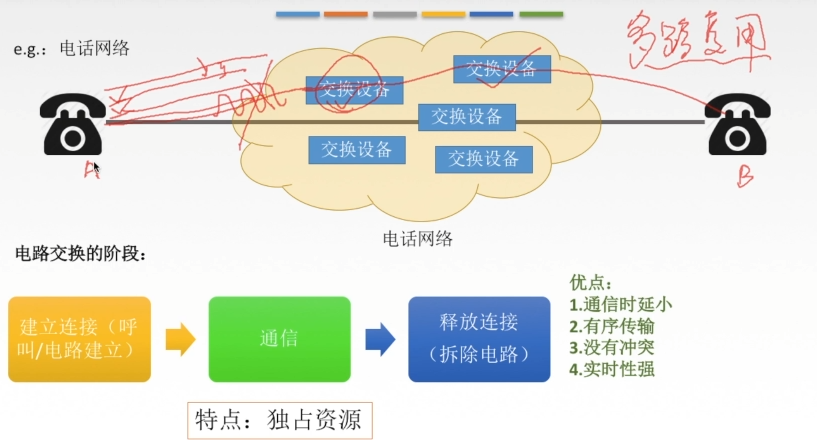 多路复用
e.g.：电话网络
交换设备
交换设备
交换设备
交换设备
交换设备
A
B
电话网络
电路交换的阶段：
建立连接（呼
叫/电路建立）
通信
释放连接
（拆除电路）
优点：
1.通信时延小
2.有序传输
3.没有冲突
4.实时性强
特点：独占资源